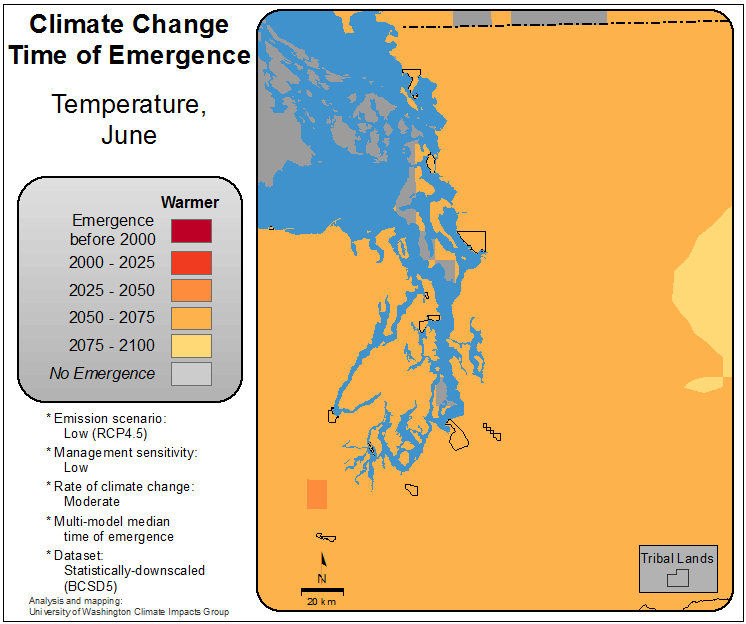 Climate Change
Time of Emergence
Temperature,
June
Warmer
Emergence
before 2000
2000 - 2025
2025 - 2050
2050 - 2075
2075 - 2100
No Emergence
* Emission scenario:
Low (RCP4.5)
* Management sensitivity:
Low
* Rate of climate change:
Moderate
* Multi-model median
time of emergence
* Dataset:
Statistically-downscaled
(BCSD5)
Analysis and mapping:
University of Washington Climate Impacts Group
N
20 km
Tribal Lands